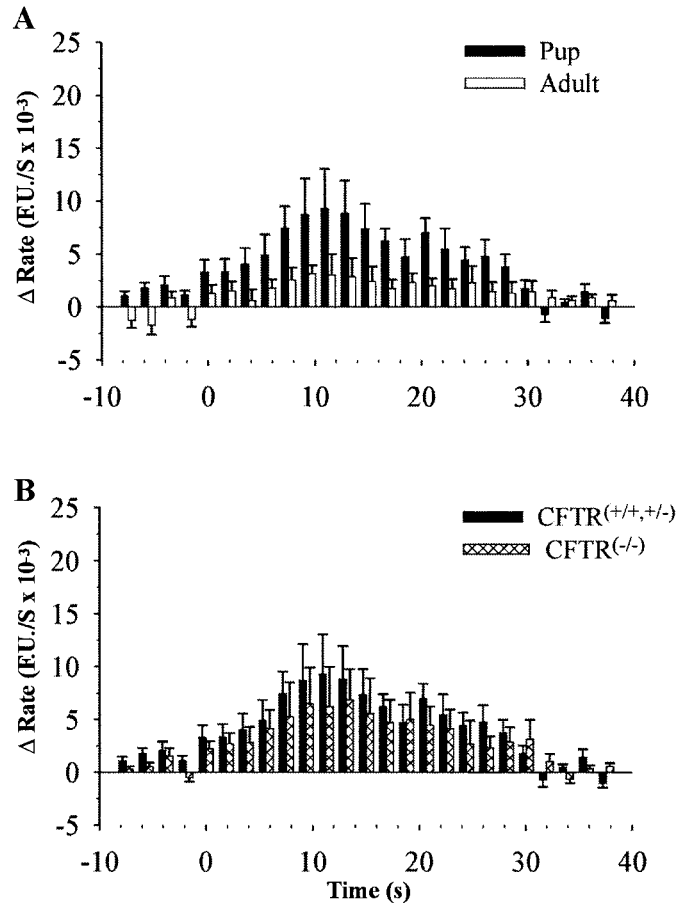 A
25
20
15
10
5
0
-5
Δ Rate (F.U./S x 10⁻³)
Pup
Adult
-10 0 10 20 30 40
B
25
20
15
10
5
0
-5
Δ Rate (F.U./S x 10⁻³)
CFTR(+/+,+/-)
CFTR(-/-)
-10 0 10 20 30 40
Time (s)